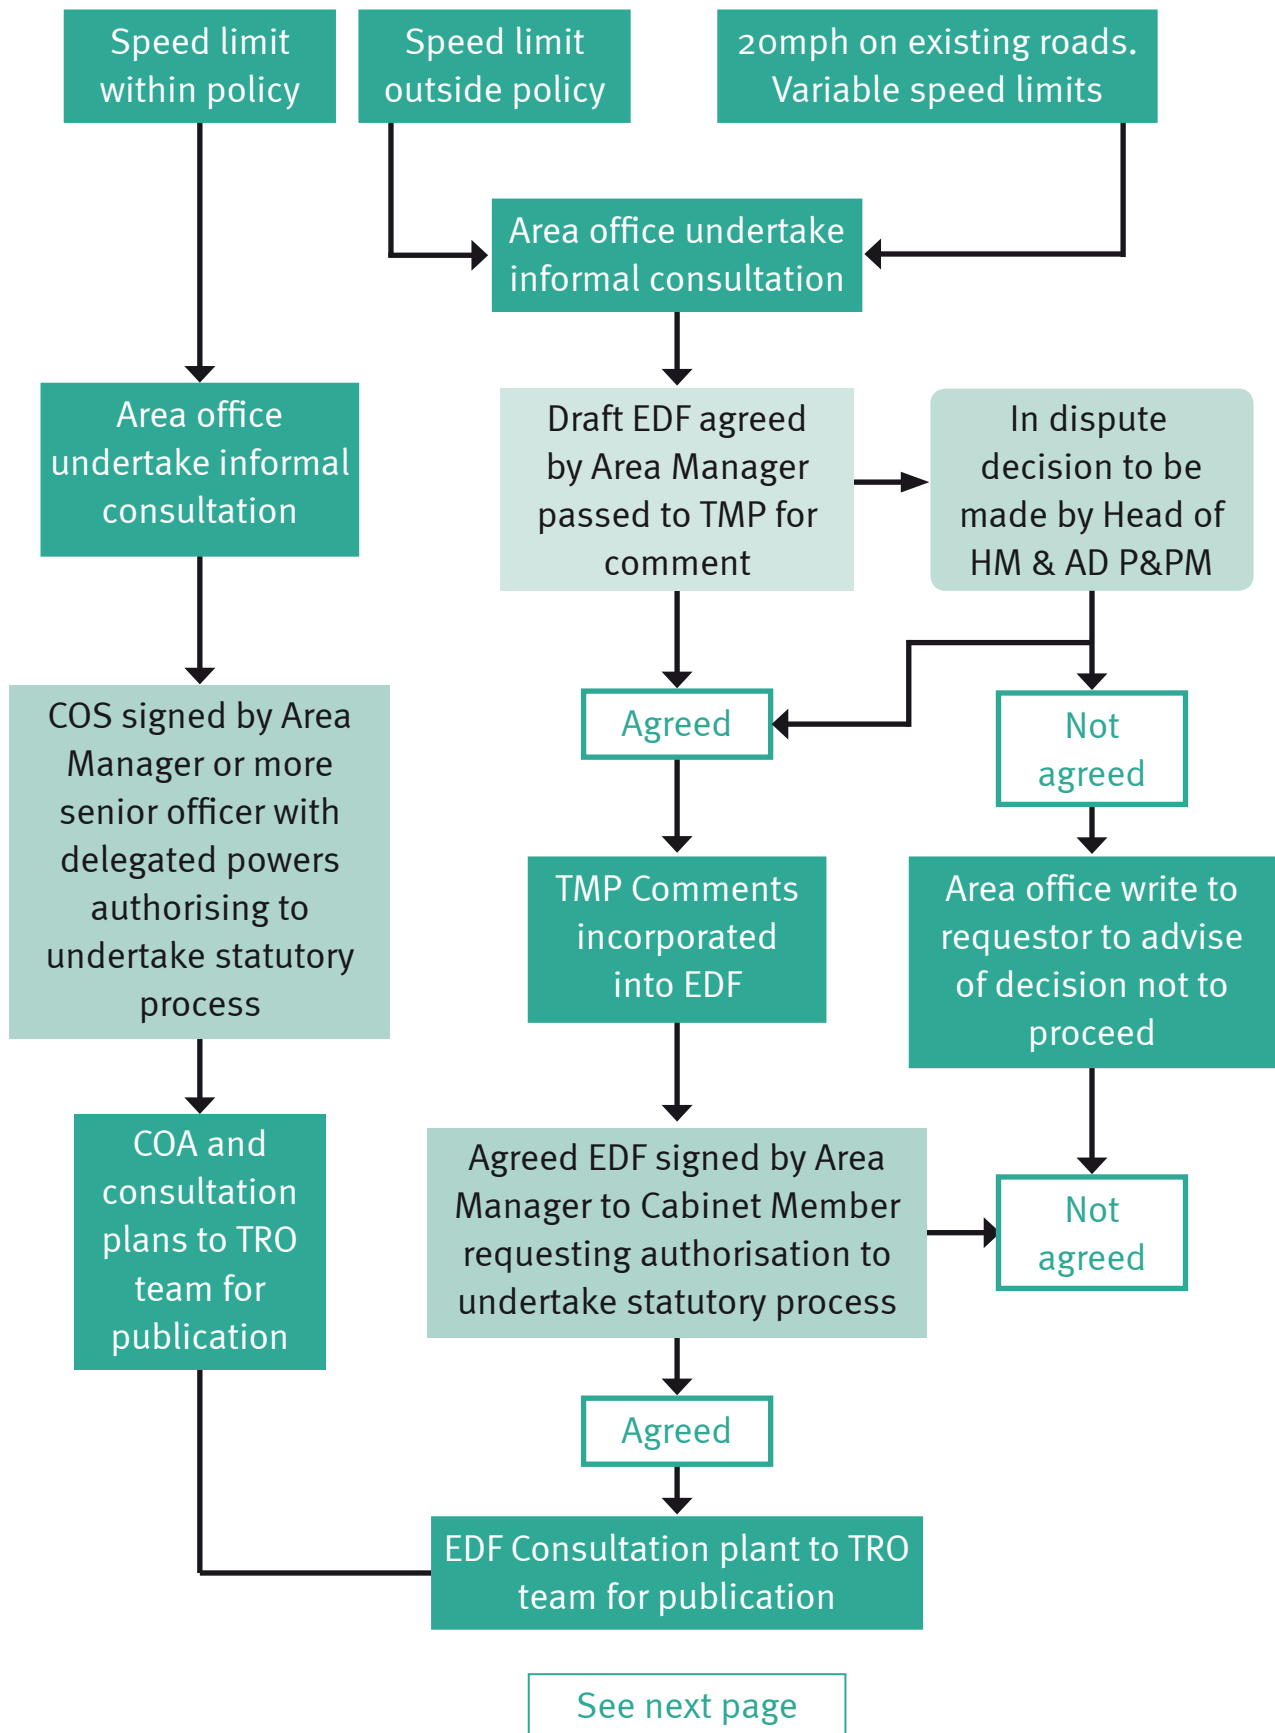 Speed limit
within policy
Speed limit
outside policy
20mph on existing roads.
Variable speed limits
Area office undertake
informal consultation
Area office
undertake informal
consultation
Draft EDF agreed
by Area Manager
passed to TMP for
comment
In dispute
decision to be
made by Head of
HM & AD P&PM
COS signed by Area
Manager or more
senior officer with
delegated powers
authorising to
undertake statutory
process
Agreed
Not
agreed
TMP Comments
incorporated
into EDF
Area office write to
requestor to advise
of decision not to
proceed
COA and
consultation
plans to TRO
team for
publication
Agreed EDF signed by Area
Manager to Cabinet Member
requesting authorisation to
undertake statutory process
Not
agreed
Agreed
EDF Consultation plant to TRO
team for publication
See next page